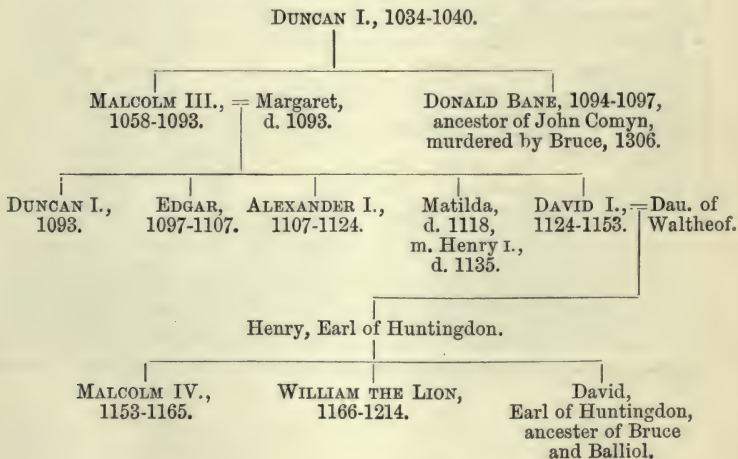 DUNCAN I., 1034-1040.
MALCOLM III., = Margaret,
1058-1093. d. 1093.
DONALD BANE, 1094-1097,
ancestor of John Comyn,
murdered by Bruce, 1306.
DUNCAN I.,
1093.
EDGAR,
1097-1107.
ALEXANDER I.,
1107-1124.
Matilda,
d. 1118,
m. Henry I.,
d. 1135.
DAVID I., = Dau. of
1124-1153. Waltheof.
Henry, Earl of Huntingdon.
MALCOLM IV.,
1153-1165.
WILLIAM THE LION,
1166-1214.
David,
Earl of Huntingdon,
ancester of Bruce
and Balliol.